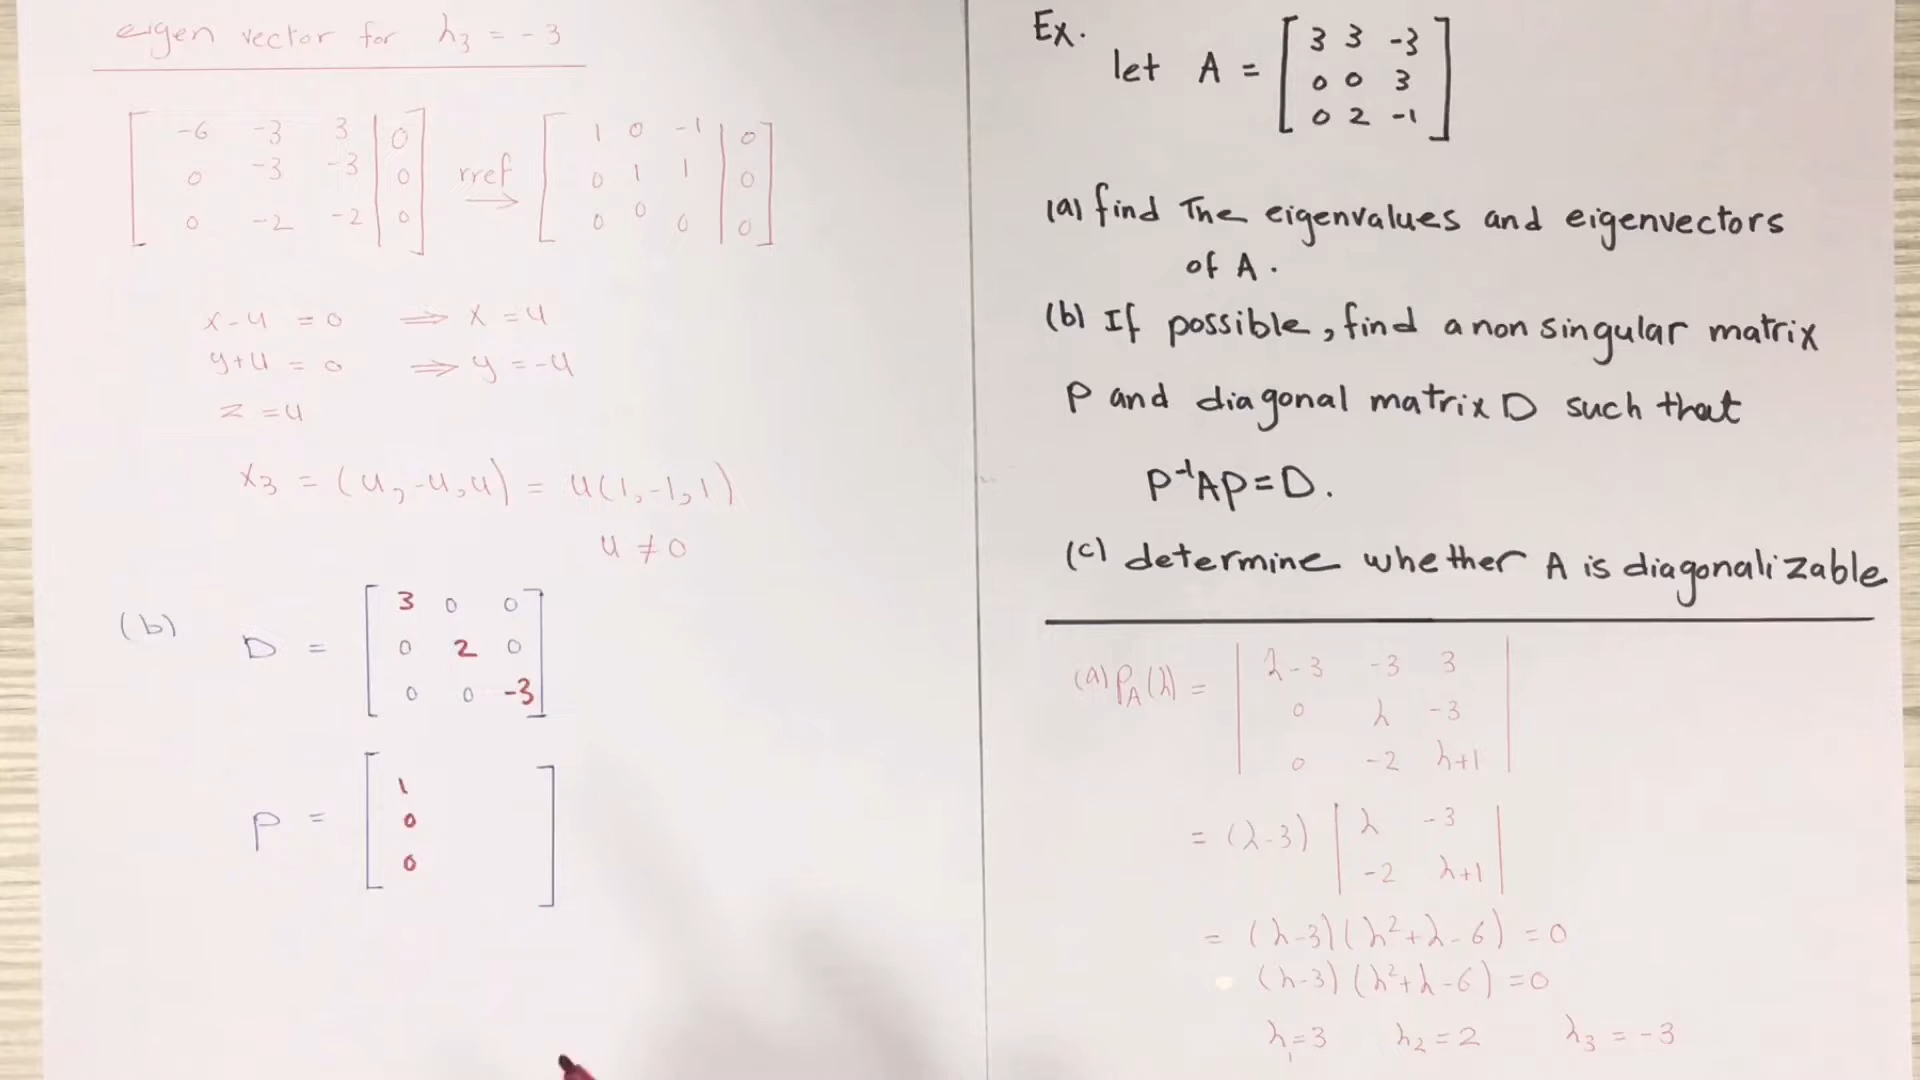 eigen vector for λ3 = -3
[ -6 -3 3 | 0 ] rref → [ 1 0 -1 | 0 ]
[ 0 -3 -3 | 0 ] [ 0 1 1 | 0 ]
[ 0 -2 -2 | 0 ] [ 0 0 0 | 0 ]
x-u = 0 ⟹ x = u
y+u = 0 ⟹ y = -u
z = u
x3 = (u, -u, u) = u(1,-1,1)
u ≠ 0
(b) D = [ 3 0 0 ]
[ 0 2 0 ]
[ 0 0 -3 ]
P = [ 1 ]
[ 0 ]
[ 0 ]
Ex.
let A = [ 3 3 -3 ]
[ 0 0 3 ]
[ 0 2 -1 ]
(a) find The eigenvalues and eigenvectors
of A.
(b) If possible, find a non singular matrix
P and diagonal matrix D such that
P⁻¹AP = D.
(c) determine whether A is diagonalizable
(a) PA(λ) = | λ-3 -3 3 |
| 0 λ -3 |
| 0 -2 λ+1 |
= (λ-3) | λ -3 |
| -2 λ+1 |
= (λ-3)(λ²+λ-6) = 0
(λ-3)(λ²+λ-6) = 0
λ1 = 3 λ2 = 2 λ3 = -3